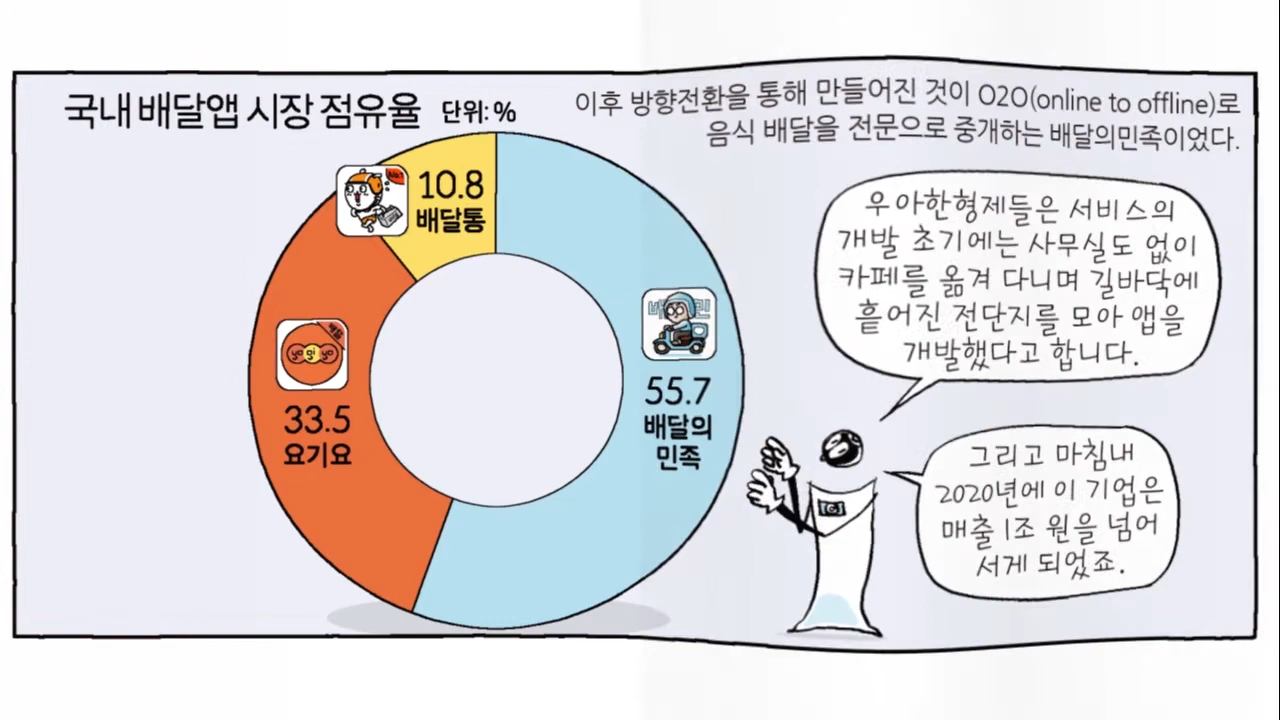 국내 배달앱 시장 점유율 단위: %
이후 방향전환을 통해 만들어진 것이 O2O(online to offline)로
음식 배달을 전문으로 중개하는 배달의민족이었다.
10.8
배달통
33.5
요기요
55.7
배달의
민족
yo gi yo
우아한형제들은 서비스의
개발 초기에는 사무실도 없이
카페를 옮겨 다니며 길바닥에
흩어진 전단지를 모아 앱을
개발했다고 합니다.
그리고 마침내
2020년에 이 기업은
매출 1조 원을 넘어
서게 되었죠.